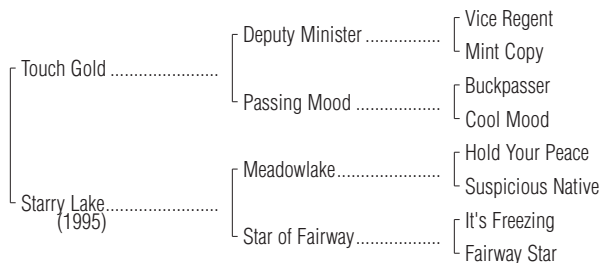 Vice Regent
Deputy Minister .................
Mint Copy
Touch Gold ........................
Buckpasser
Passing Mood ...................
Cool Mood
Hold Your Peace
Meadowlake.......................
Suspicious Native
Starry Lake.........................
(1995)
It's Freezing
Star of Fairway...................
Fairway Star